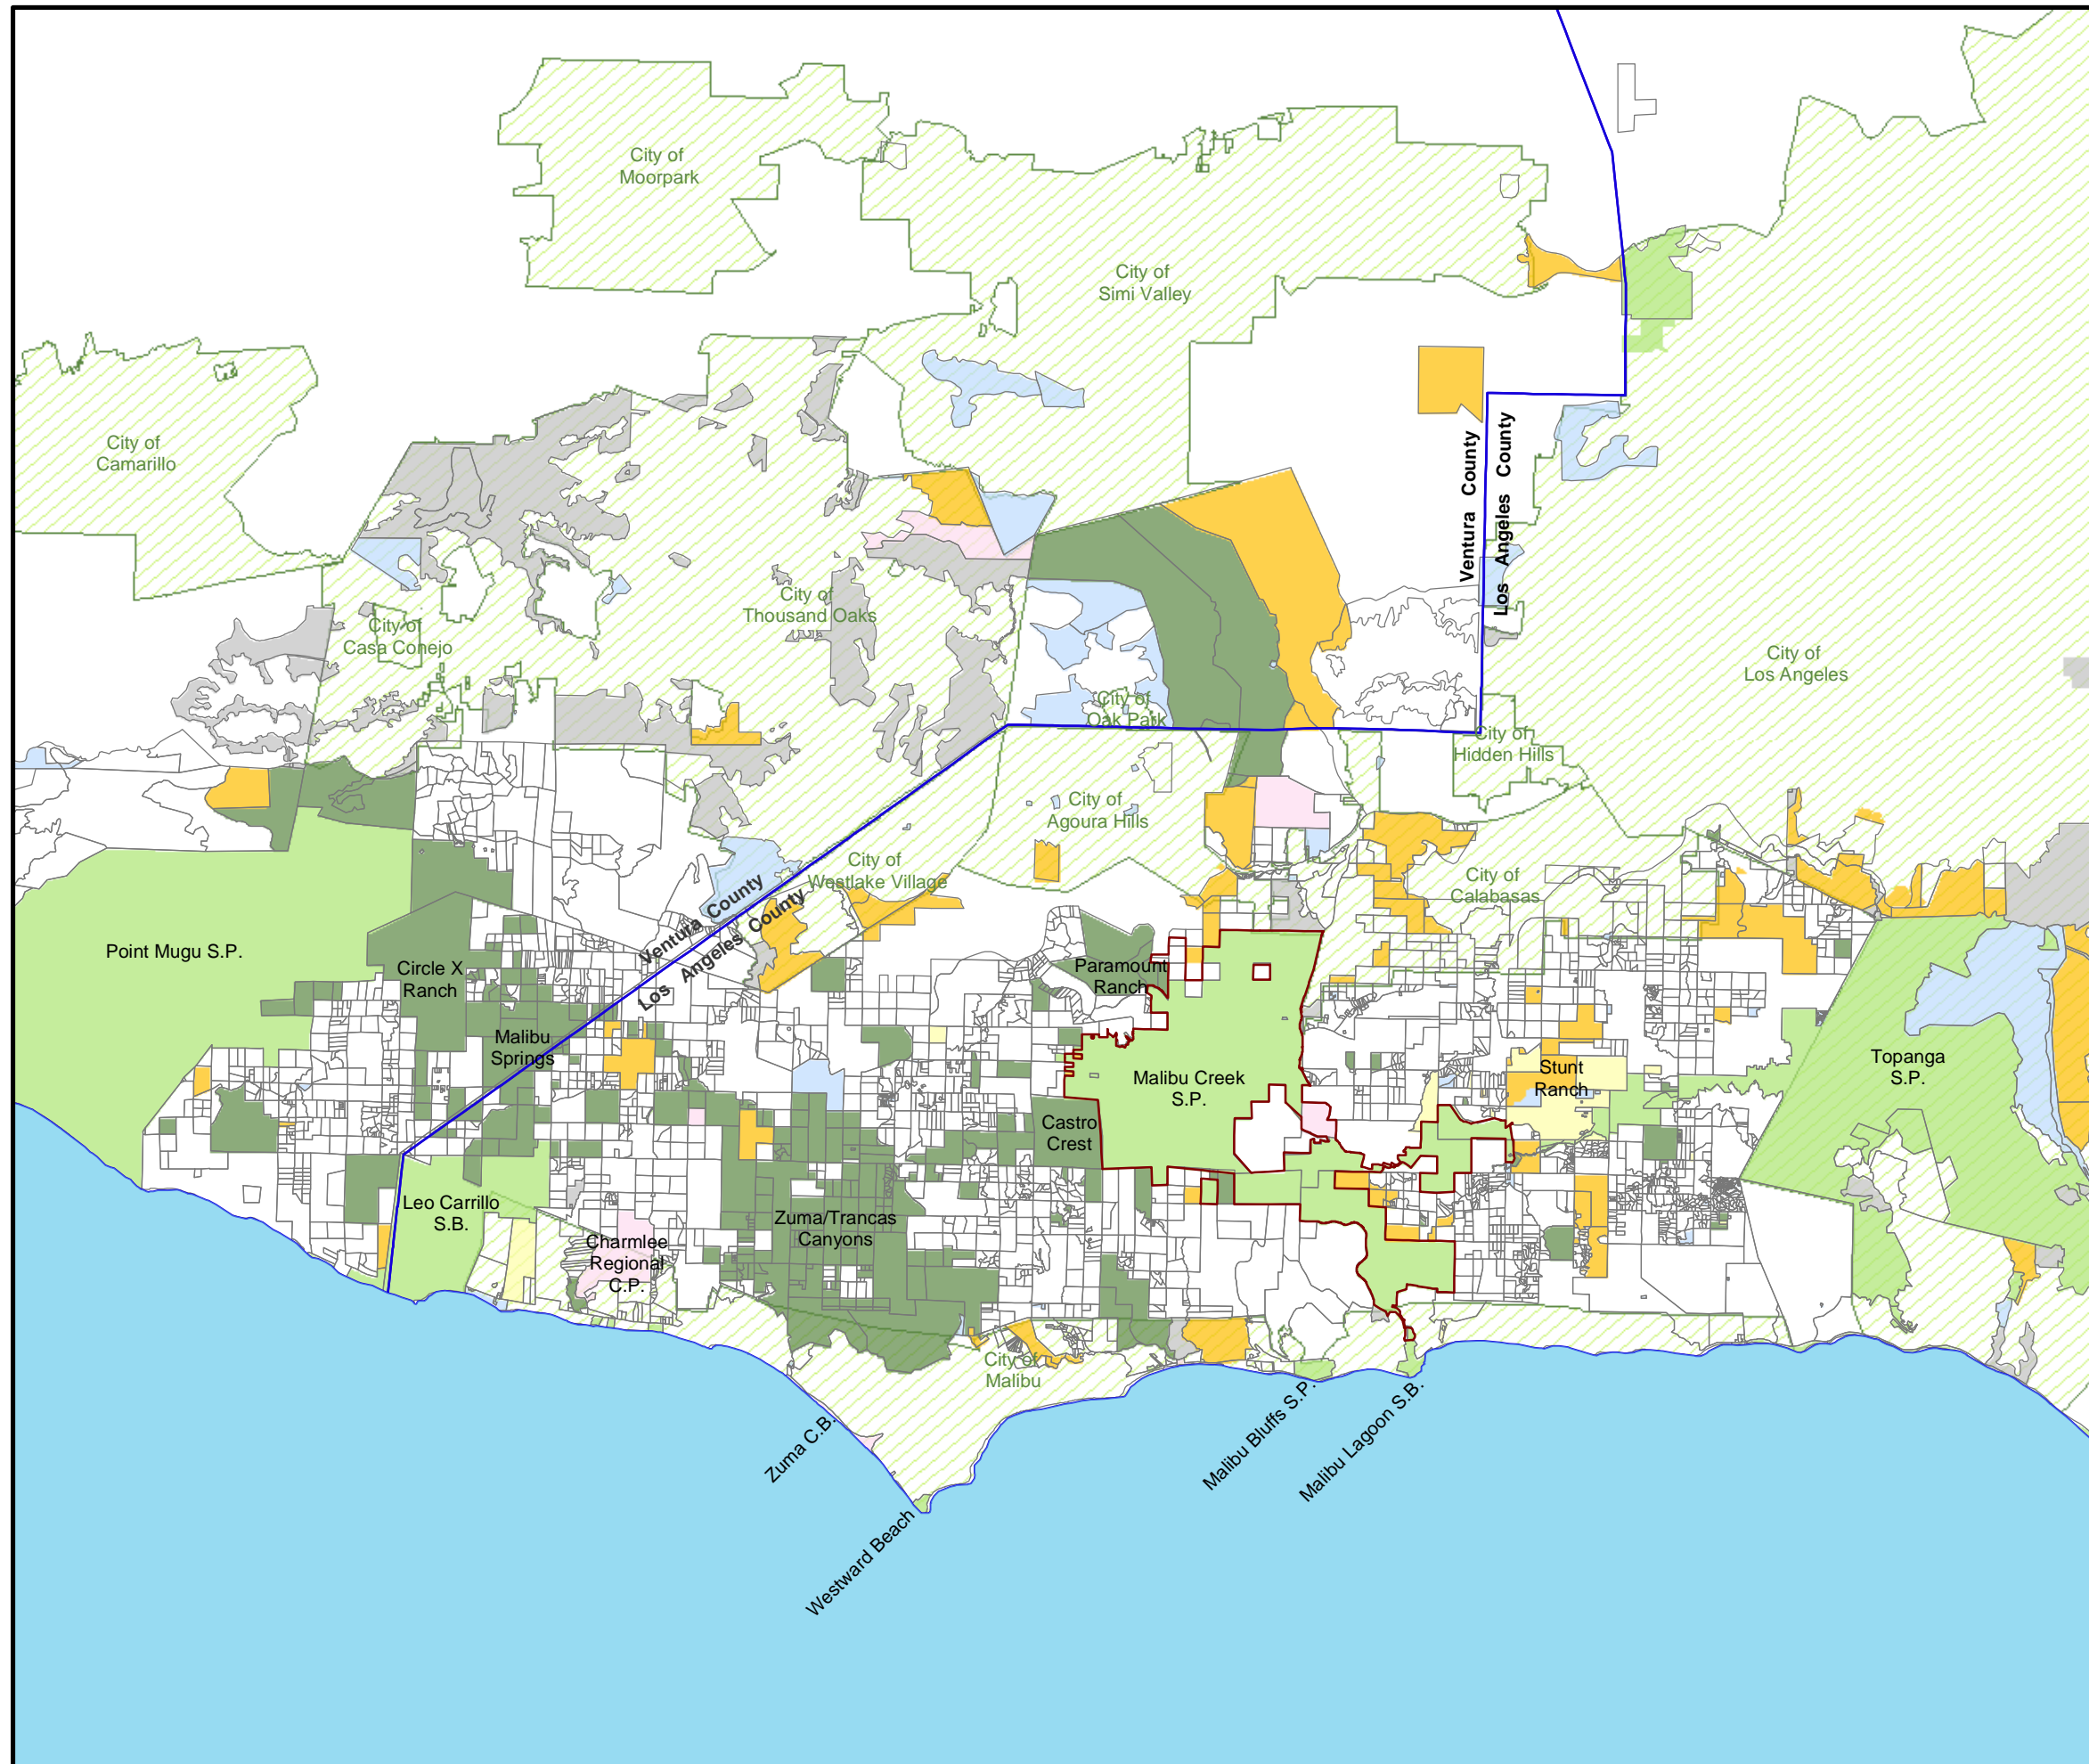 City of
Moorpark
City of
Simi Valley
City of
Camarillo
Ventura County
Los Angeles County
City of
Thousand Oaks
City of
Casa Conejo
City of
Los Angeles
City of
Oak Park
City of
Hidden Hills
City of
Agoura Hills
City of
Westlake Village
City of
Calabasas
Ventura County
Los Angeles County
Point Mugu S.P.
Circle X
Ranch
Paramount
Ranch
Malibu
Springs
Malibu Creek
S.P.
Stunt
Ranch
Topanga
S.P.
Castro
Crest
Leo Carrillo
S.B.
Zuma/Trancas
Canyons
Charmlee
Regional
C.P.
City of
Malibu
Zuma C.B.
Westward Beach
Malibu Bluffs S.P.
Malibu Lagoon S.B.